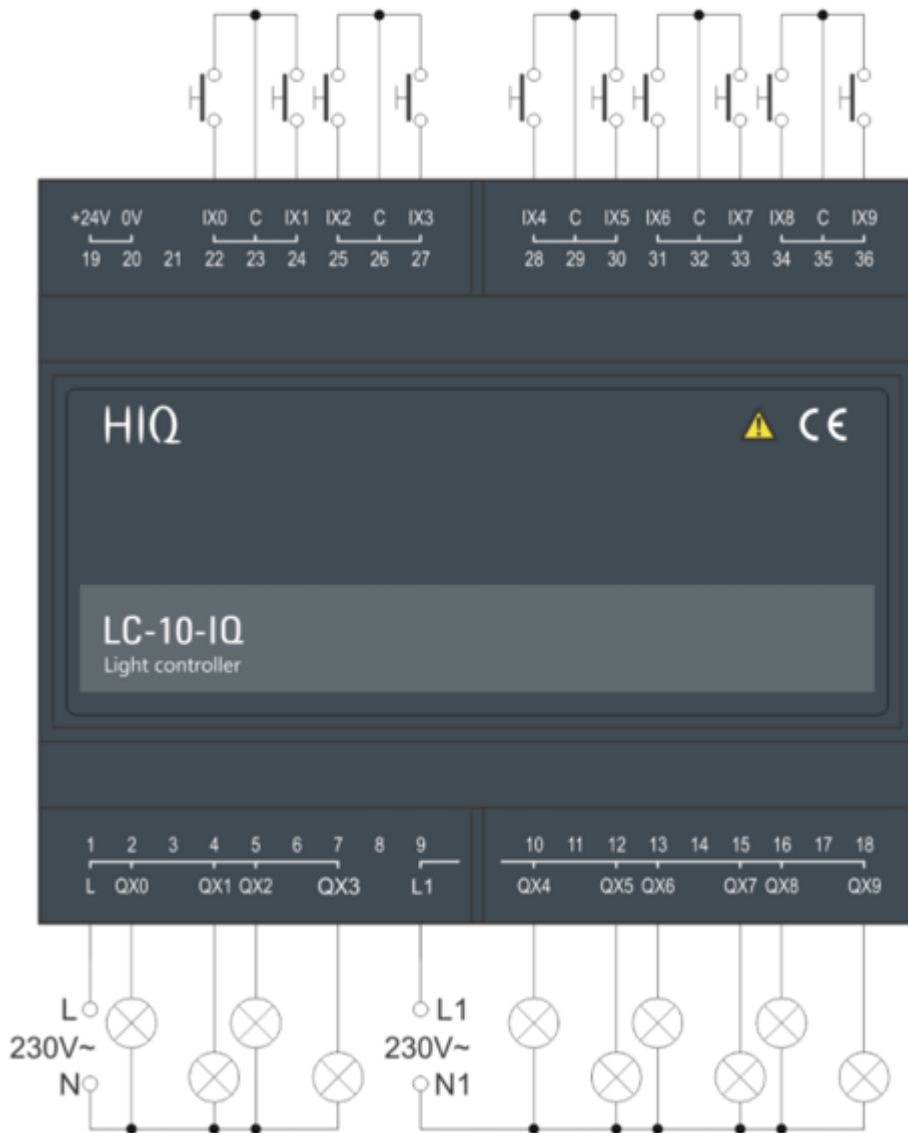 +24V 0V IX0 C IX1 IX2 C IX3 IX4 C IX5 IX6 C IX7 IX8 C IX9
19 20 21 22 23 24 25 26 27 28 29 30 31 32 33 34 35 36
HIQ
CE
LC-10-IQ
Light controller
1 2 3 4 5 6 7 8 9 10 11 12 13 14 15 16 17 18
L QX0 QX1 QX2 QX3 L1 QX4 QX5 QX6 QX7 QX8 QX9
L L1
230V~ 230V~
N N1